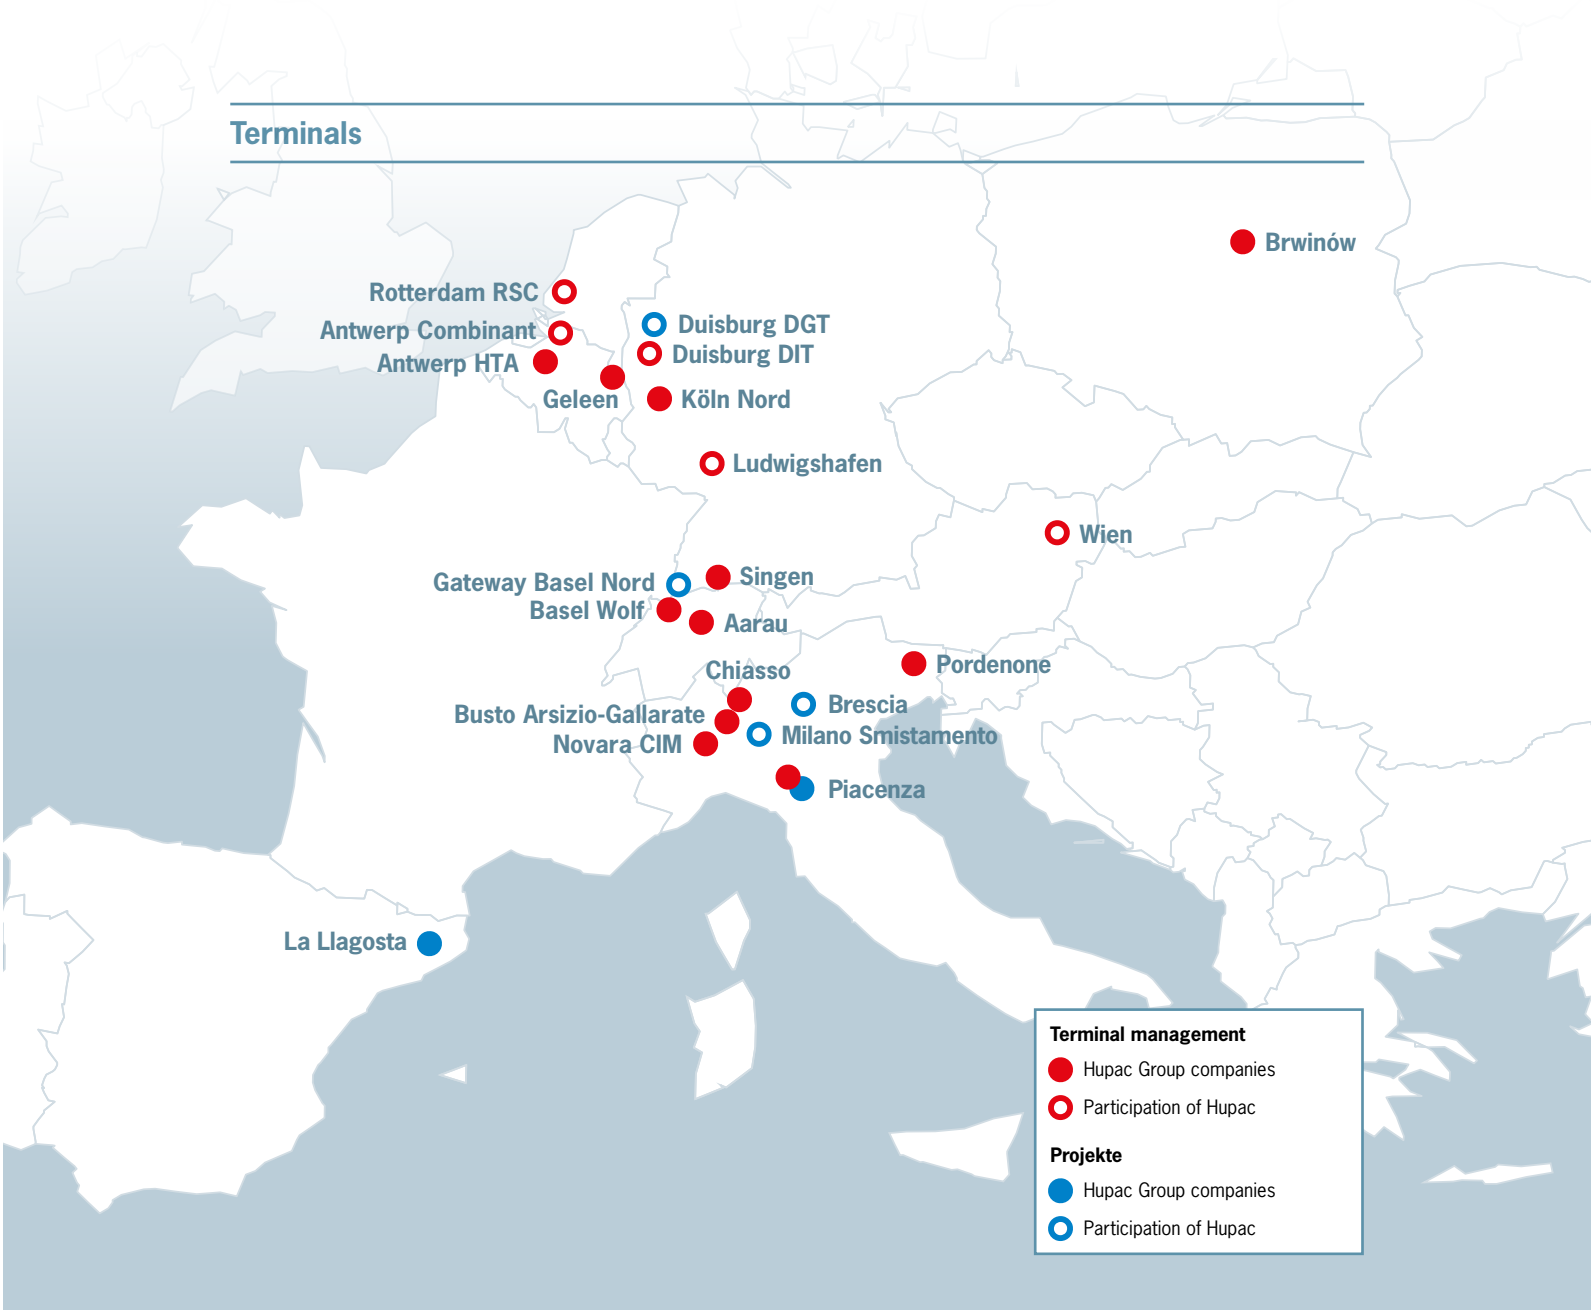 Terminals
Brwinów
Rotterdam RSC
Antwerp Combinant
Antwerp HTA
Duisburg DGT
Duisburg DIT
Geleen
Köln Nord
Ludwigshafen
Wien
Gateway Basel Nord
Singen
Basel Wolf
Aarau
Chiasso
Pordenone
Busto Arsizio-Gallarate
Brescia
Novara CIM
Milano Smistamento
Piacenza
La Llagosta
Terminal management
Hupac Group companies
Participation of Hupac
Projekte
Hupac Group companies
Participation of Hupac